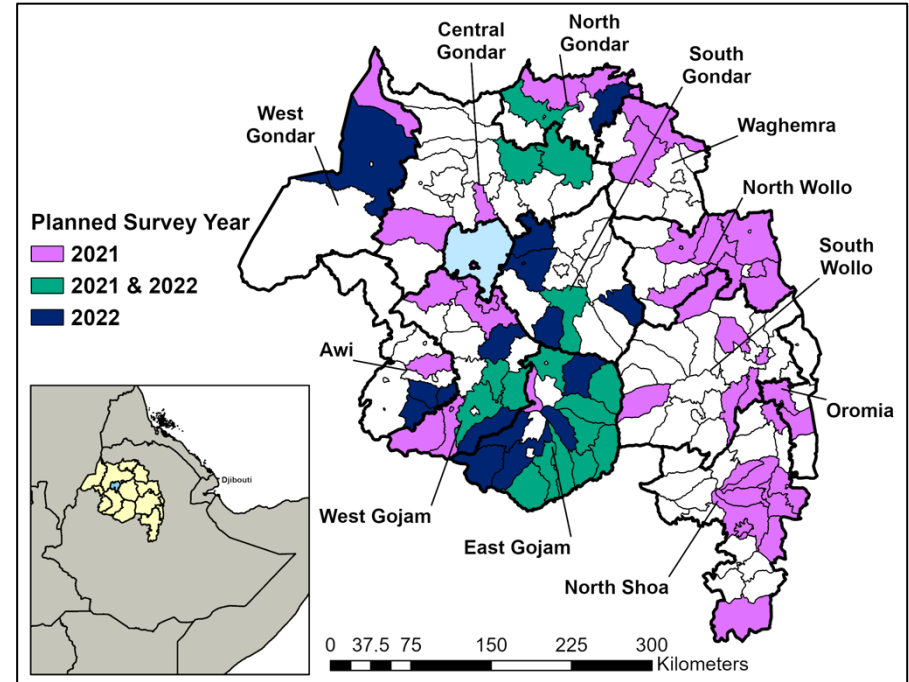 Central
Gondar
North
Gondar
South
Gondar
West
Gondar
Waghemra
North Wollo
South
Wollo
Planned Survey Year
2021
2021 & 2022
2022
Awi
Oromia
Djibouti
West Gojam
East Gojam
North Shoa
0 37.5 75 150 225 300
Kilometers